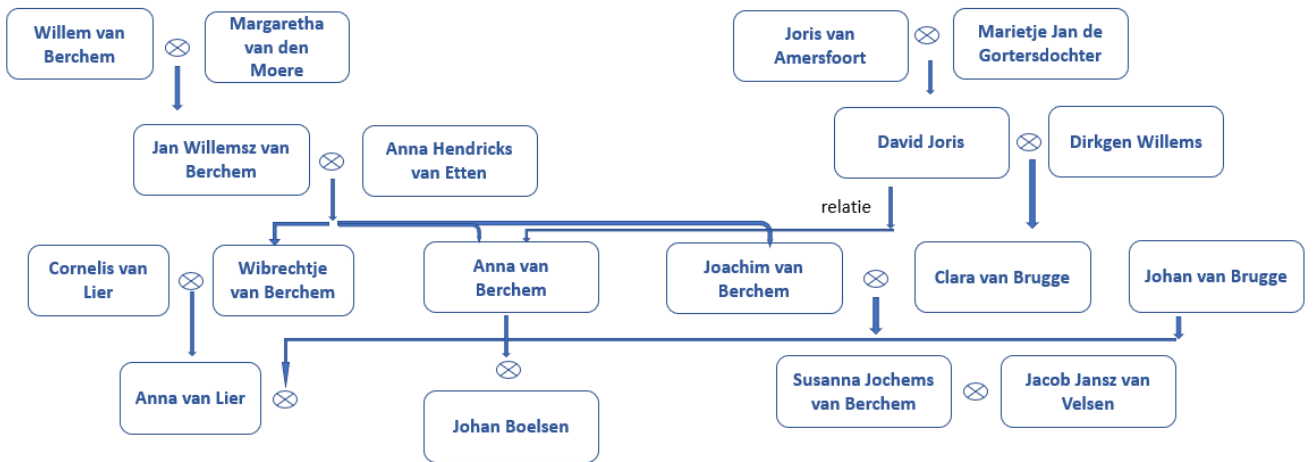 Willem van
Berchem
Margaretha
van den
Moere
Joris van
Amersfoort
Marietje Jan de
Gortersdochter
Jan Willemsz van
Berchem
Anna Hendricks
van Etten
David Joris
Dirkgen Willems
relatie
Cornelis van
Lier
Wibrechtje
van Berchem
Anna van
Berchem
Joachim van
Berchem
Clara van Brugge
Johan van Brugge
Anna van Lier
Johan Boelsen
Susanna Jochems
van Berchem
Jacob Jansz van
Velsen